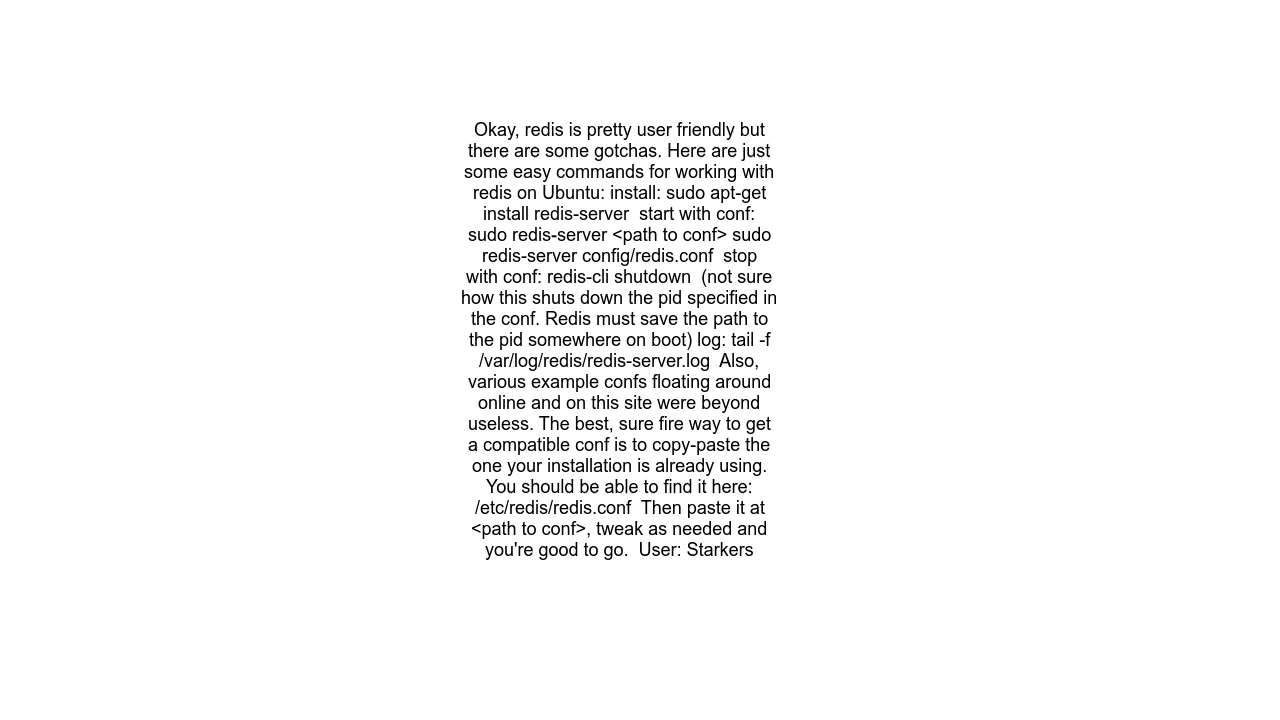 Okay, redis is pretty user friendly but
there are some gotchas. Here are just
some easy commands for working with
redis on Ubuntu: install: sudo apt-get
install redis-server  start with conf:
sudo redis-server <path to conf> sudo
redis-server config/redis.conf  stop
with conf: redis-cli shutdown  (not sure
how this shuts down the pid specified in
the conf. Redis must save the path to
the pid somewhere on boot) log: tail -f
/var/log/redis/redis-server.log  Also,
various example confs floating around
online and on this site were beyond
useless. The best, sure fire way to get
a compatible conf is to copy-paste the
one your installation is already using.
You should be able to find it here:
/etc/redis/redis.conf  Then paste it at
<path to conf>, tweak as needed and
you're good to go.  User: Starkers